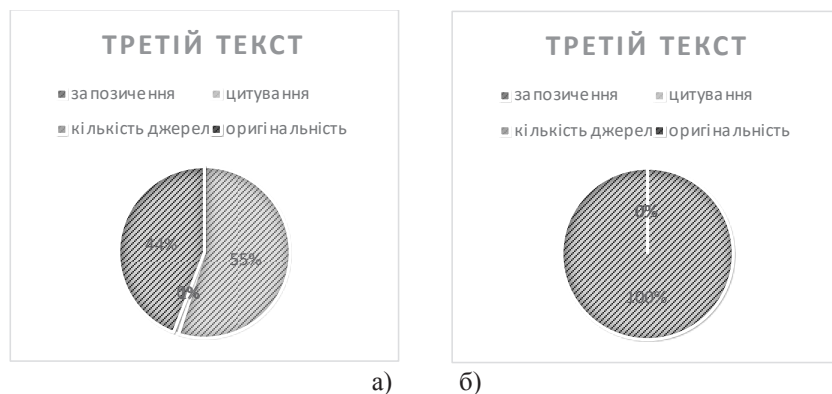 ТРЕТІЙ ТЕКСТ
запозичення цитування
кількість джерел оригінальність
44%
55%
0%
а)
ТРЕТІЙ ТЕКСТ
запозичення цитування
кількість джерел оригінальність
0%
100%
б)